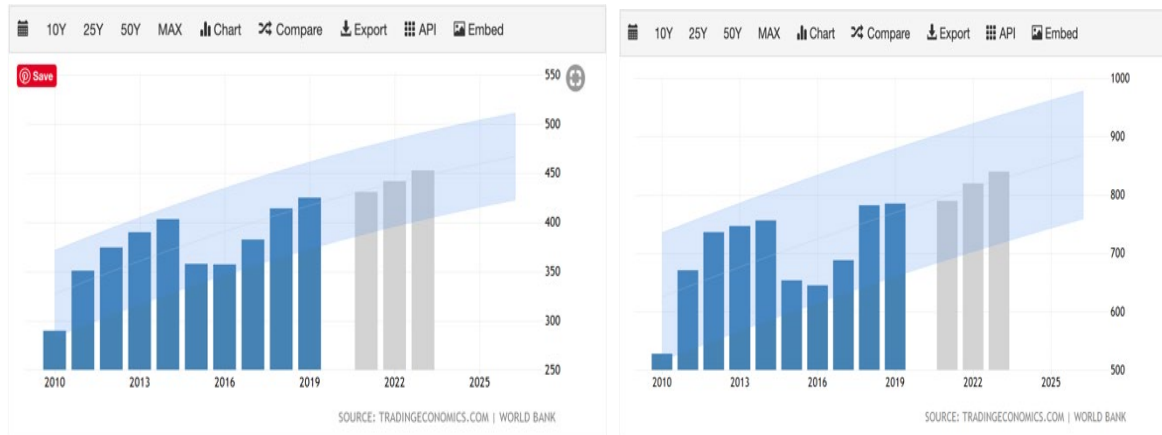 10Y 25Y 50Y MAX Chart Compare Export API Embed
Save
550
500
450
400
350
300
250
2010 2013 2016 2019 2022 2025
SOURCE: TRADINGECONOMICS.COM | WORLD BANK
10Y 25Y 50Y MAX Chart Compare Export API Embed
1000
900
800
700
600
500
2010 2013 2016 2019 2022 2025
SOURCE: TRADINGECONOMICS.COM | WORLD BANK